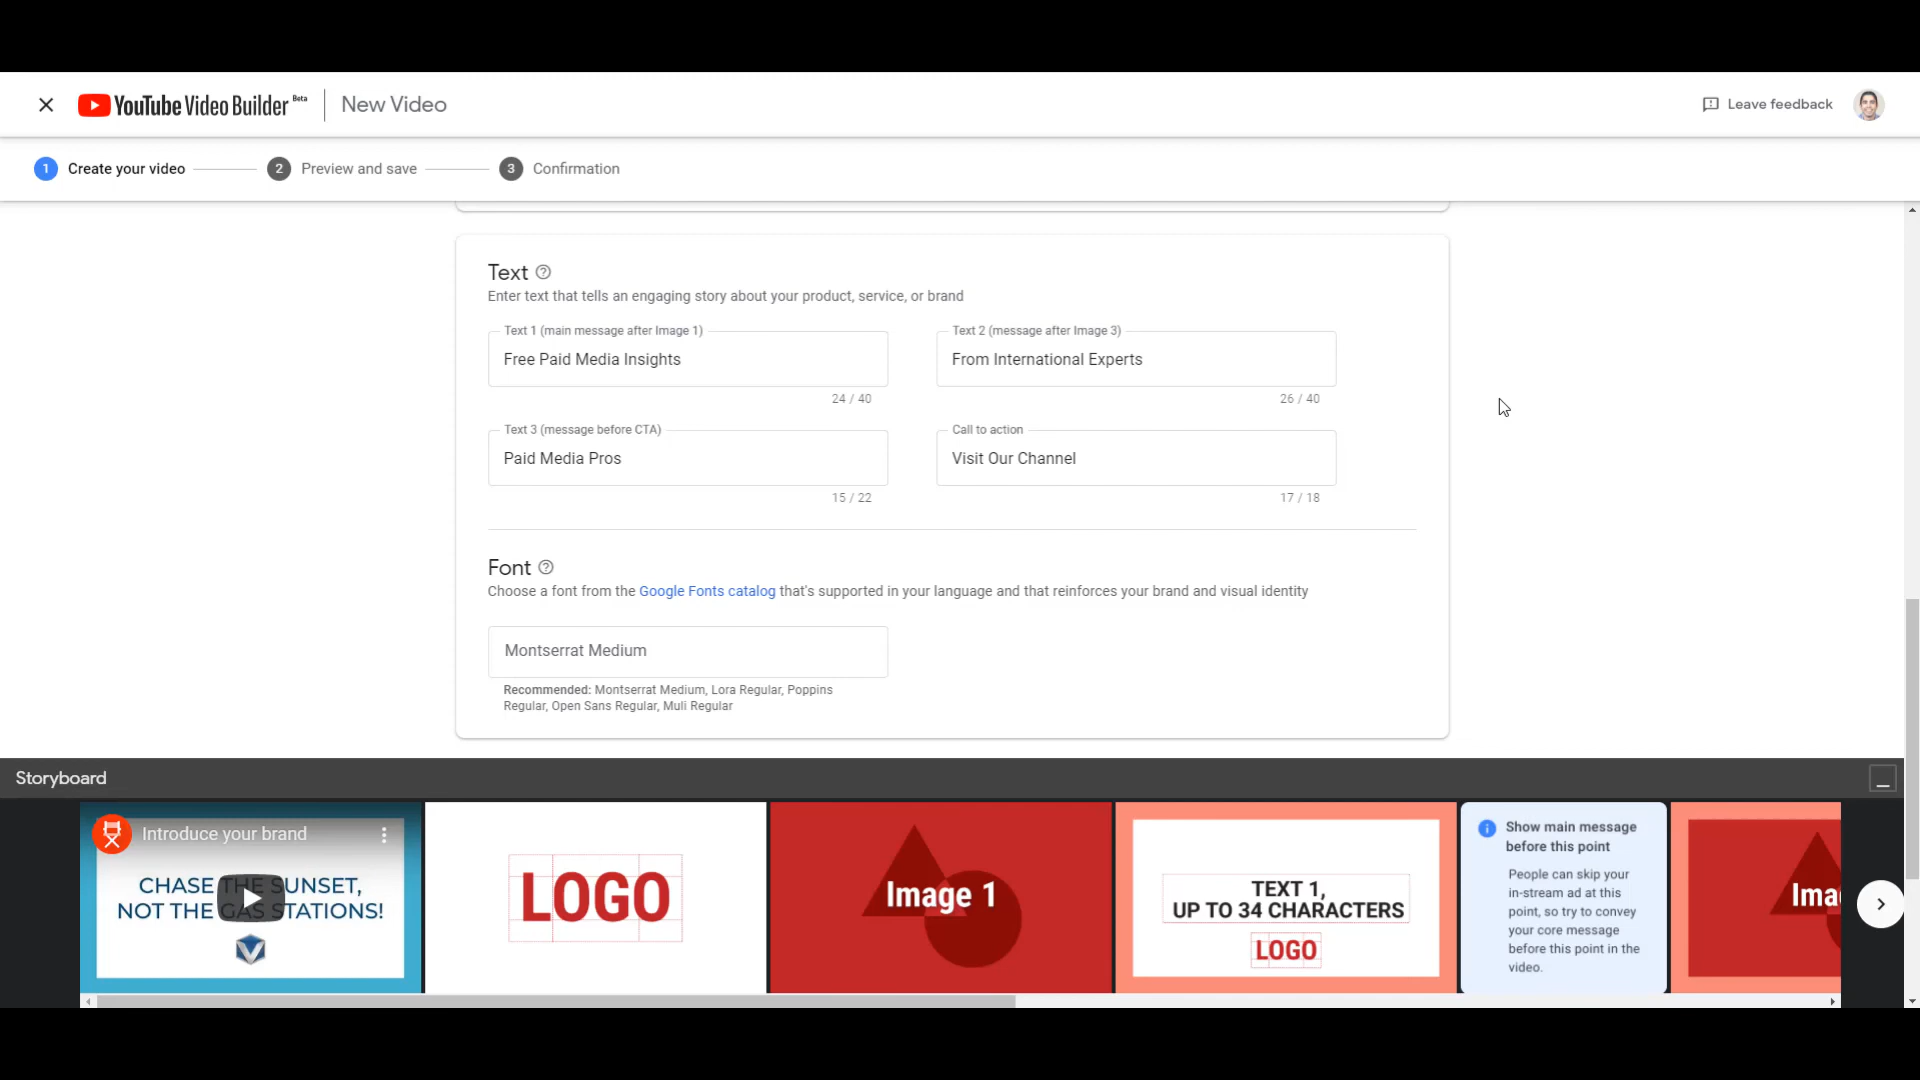 YouTube Video Builder Beta
New Video
Leave feedback
1 Create your video
2 Preview and save
3 Confirmation
Text
Enter text that tells an engaging story about your product, service, or brand
Text 1 (main message after Image 1)
Free Paid Media Insights
24 / 40
Text 2 (message after Image 3)
From International Experts
26 / 40
Text 3 (message before CTA)
Paid Media Pros
15 / 22
Call to action
Visit Our Channel
17 / 18
Font
Choose a font from the Google Fonts catalog that's supported in your language and that reinforces your brand and visual identity
Montserrat Medium
Recommended: Montserrat Medium, Lora Regular, Poppins
Regular, Open Sans Regular, Muli Regular
Storyboard
Introduce your brand
CHASE THE SUNSET,
NOT THE GAS STATIONS!
LOGO
Image 1
TEXT 1,
UP TO 34 CHARACTERS
LOGO
Show main message
before this point
People can skip your
in-stream ad at this
point, so try to convey
your core message
before this point in the
video.
Ima